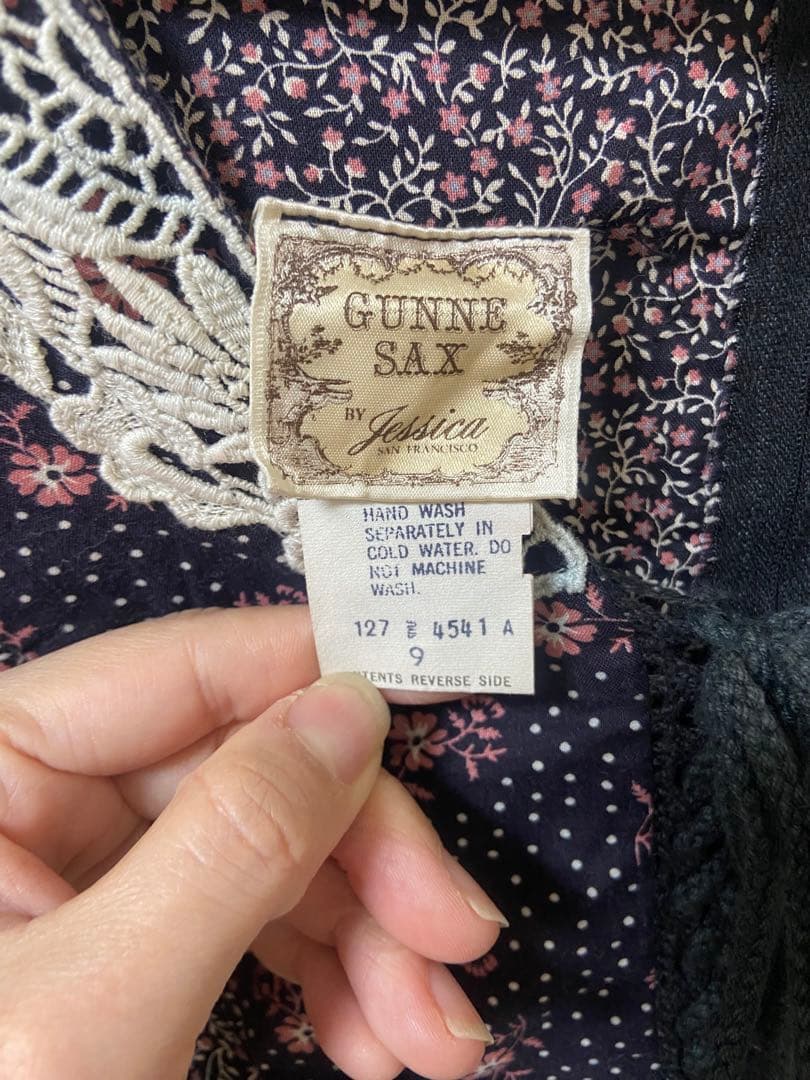 GUNNE
SAX
BY Jessica
SAN FRANCISCO
HAND WASH
SEPARATELY IN
COLD WATER. DO
NOT MACHINE
WASH.
127 4541 A
9
REVERSE SIDE